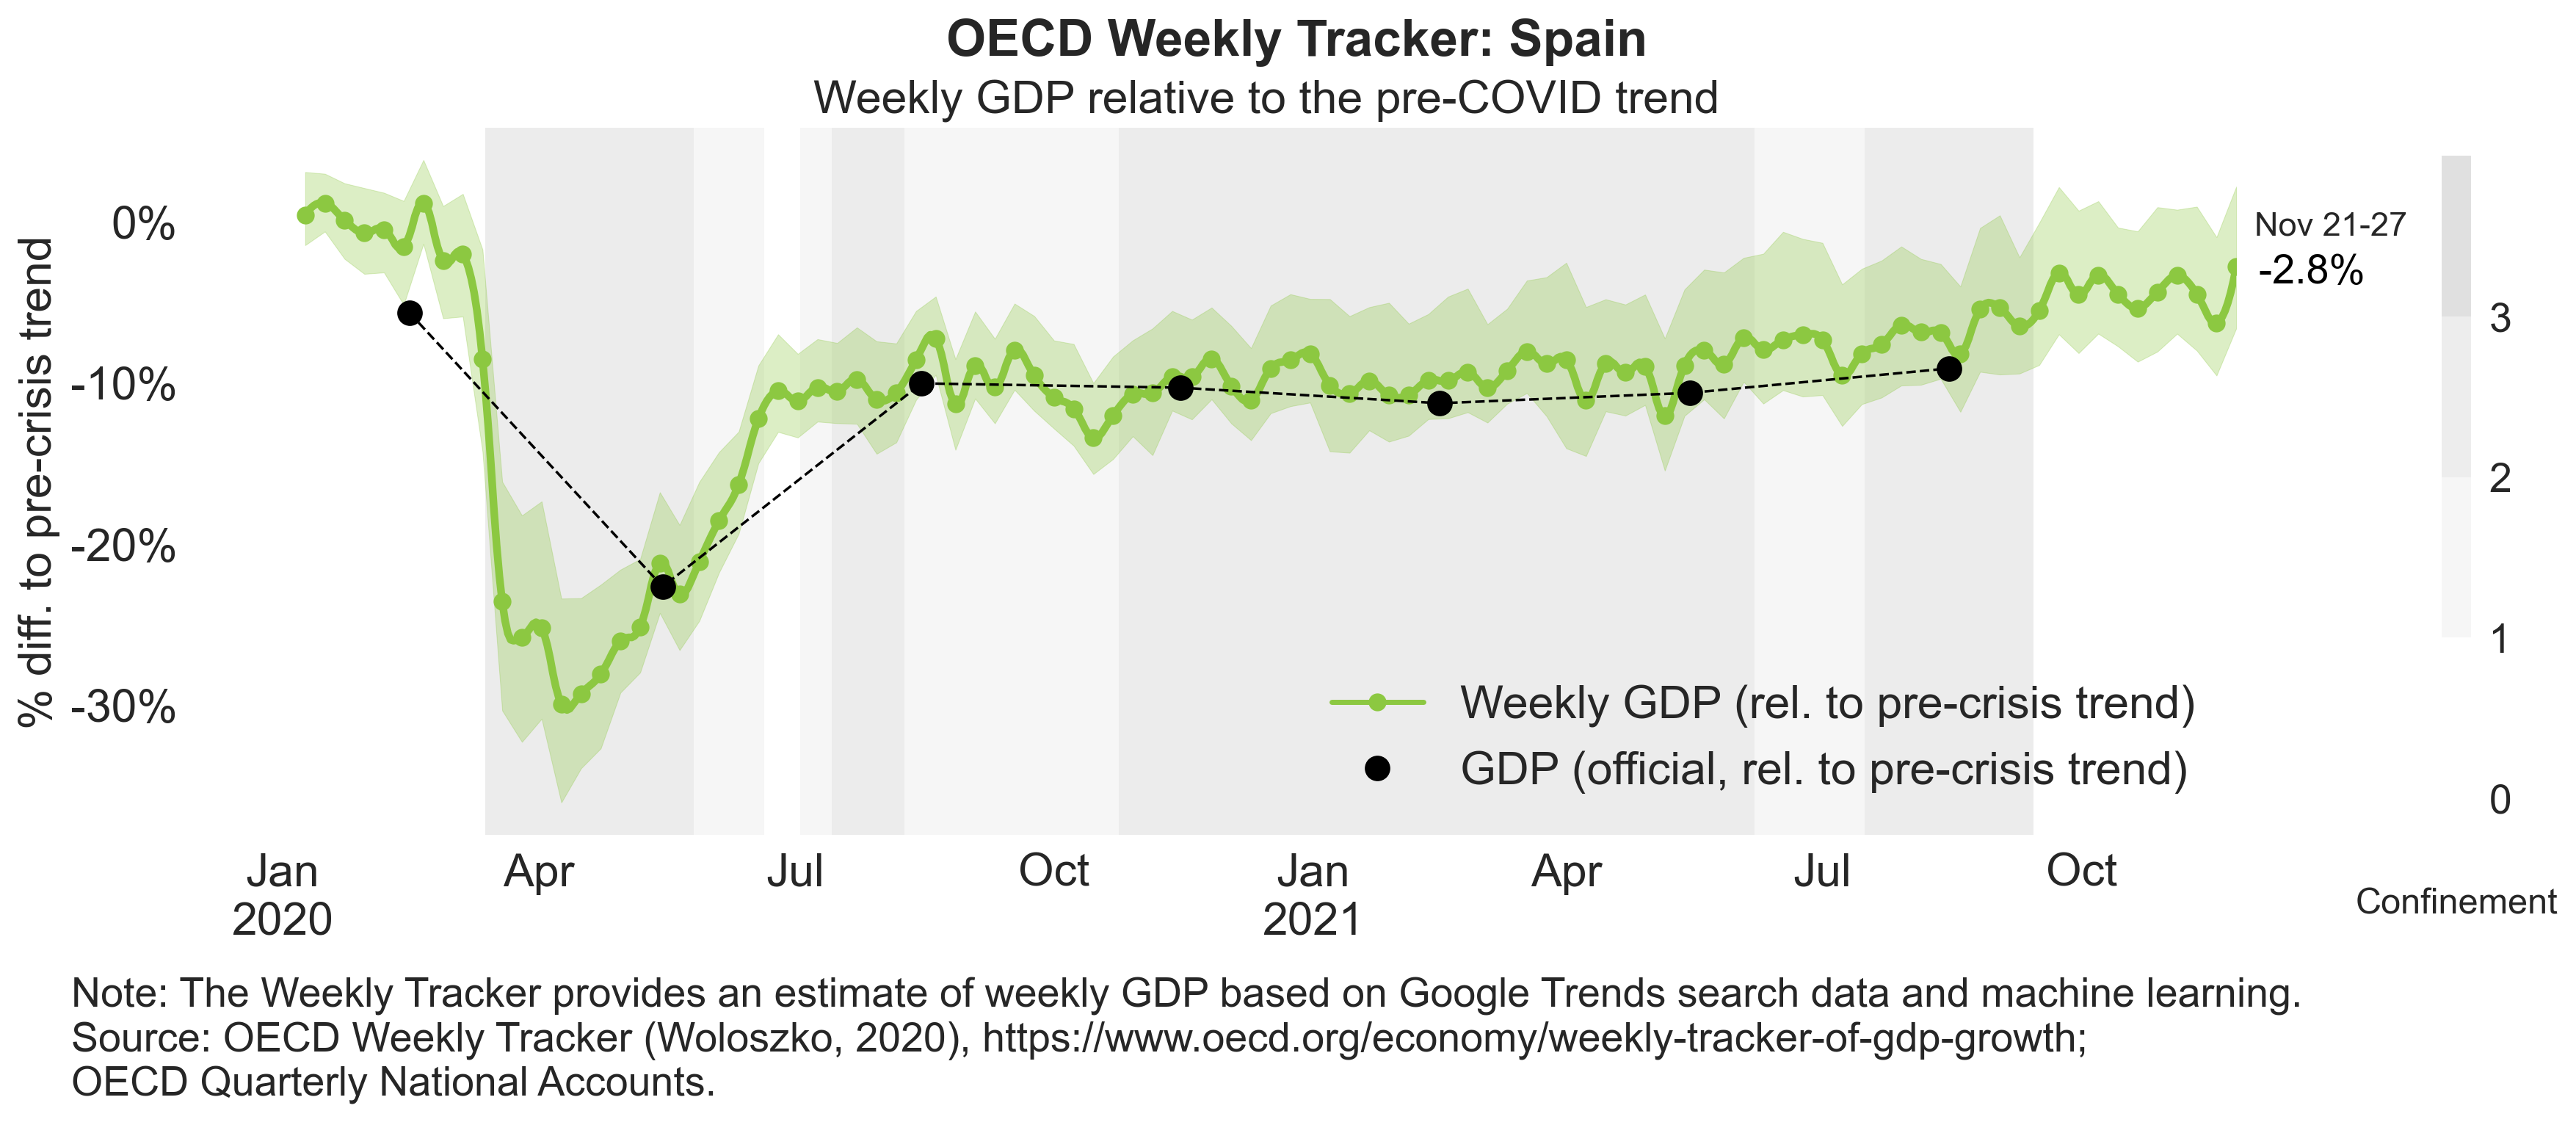 OECD Weekly Tracker: Spain
Weekly GDP relative to the pre-COVID trend
% diff. to pre-crisis trend
0%
-10%
-20%
-30%
Nov 21-27
-2.8%
3
2
1
0
Confinement
Weekly GDP (rel. to pre-crisis trend)
GDP (official, rel. to pre-crisis trend)
Jan Apr Jul Oct Jan Apr Jul Oct
2020 2021
Note: The Weekly Tracker provides an estimate of weekly GDP based on Google Trends search data and machine learning.
Source: OECD Weekly Tracker (Woloszko, 2020), https://www.oecd.org/economy/weekly-tracker-of-gdp-growth;
OECD Quarterly National Accounts.